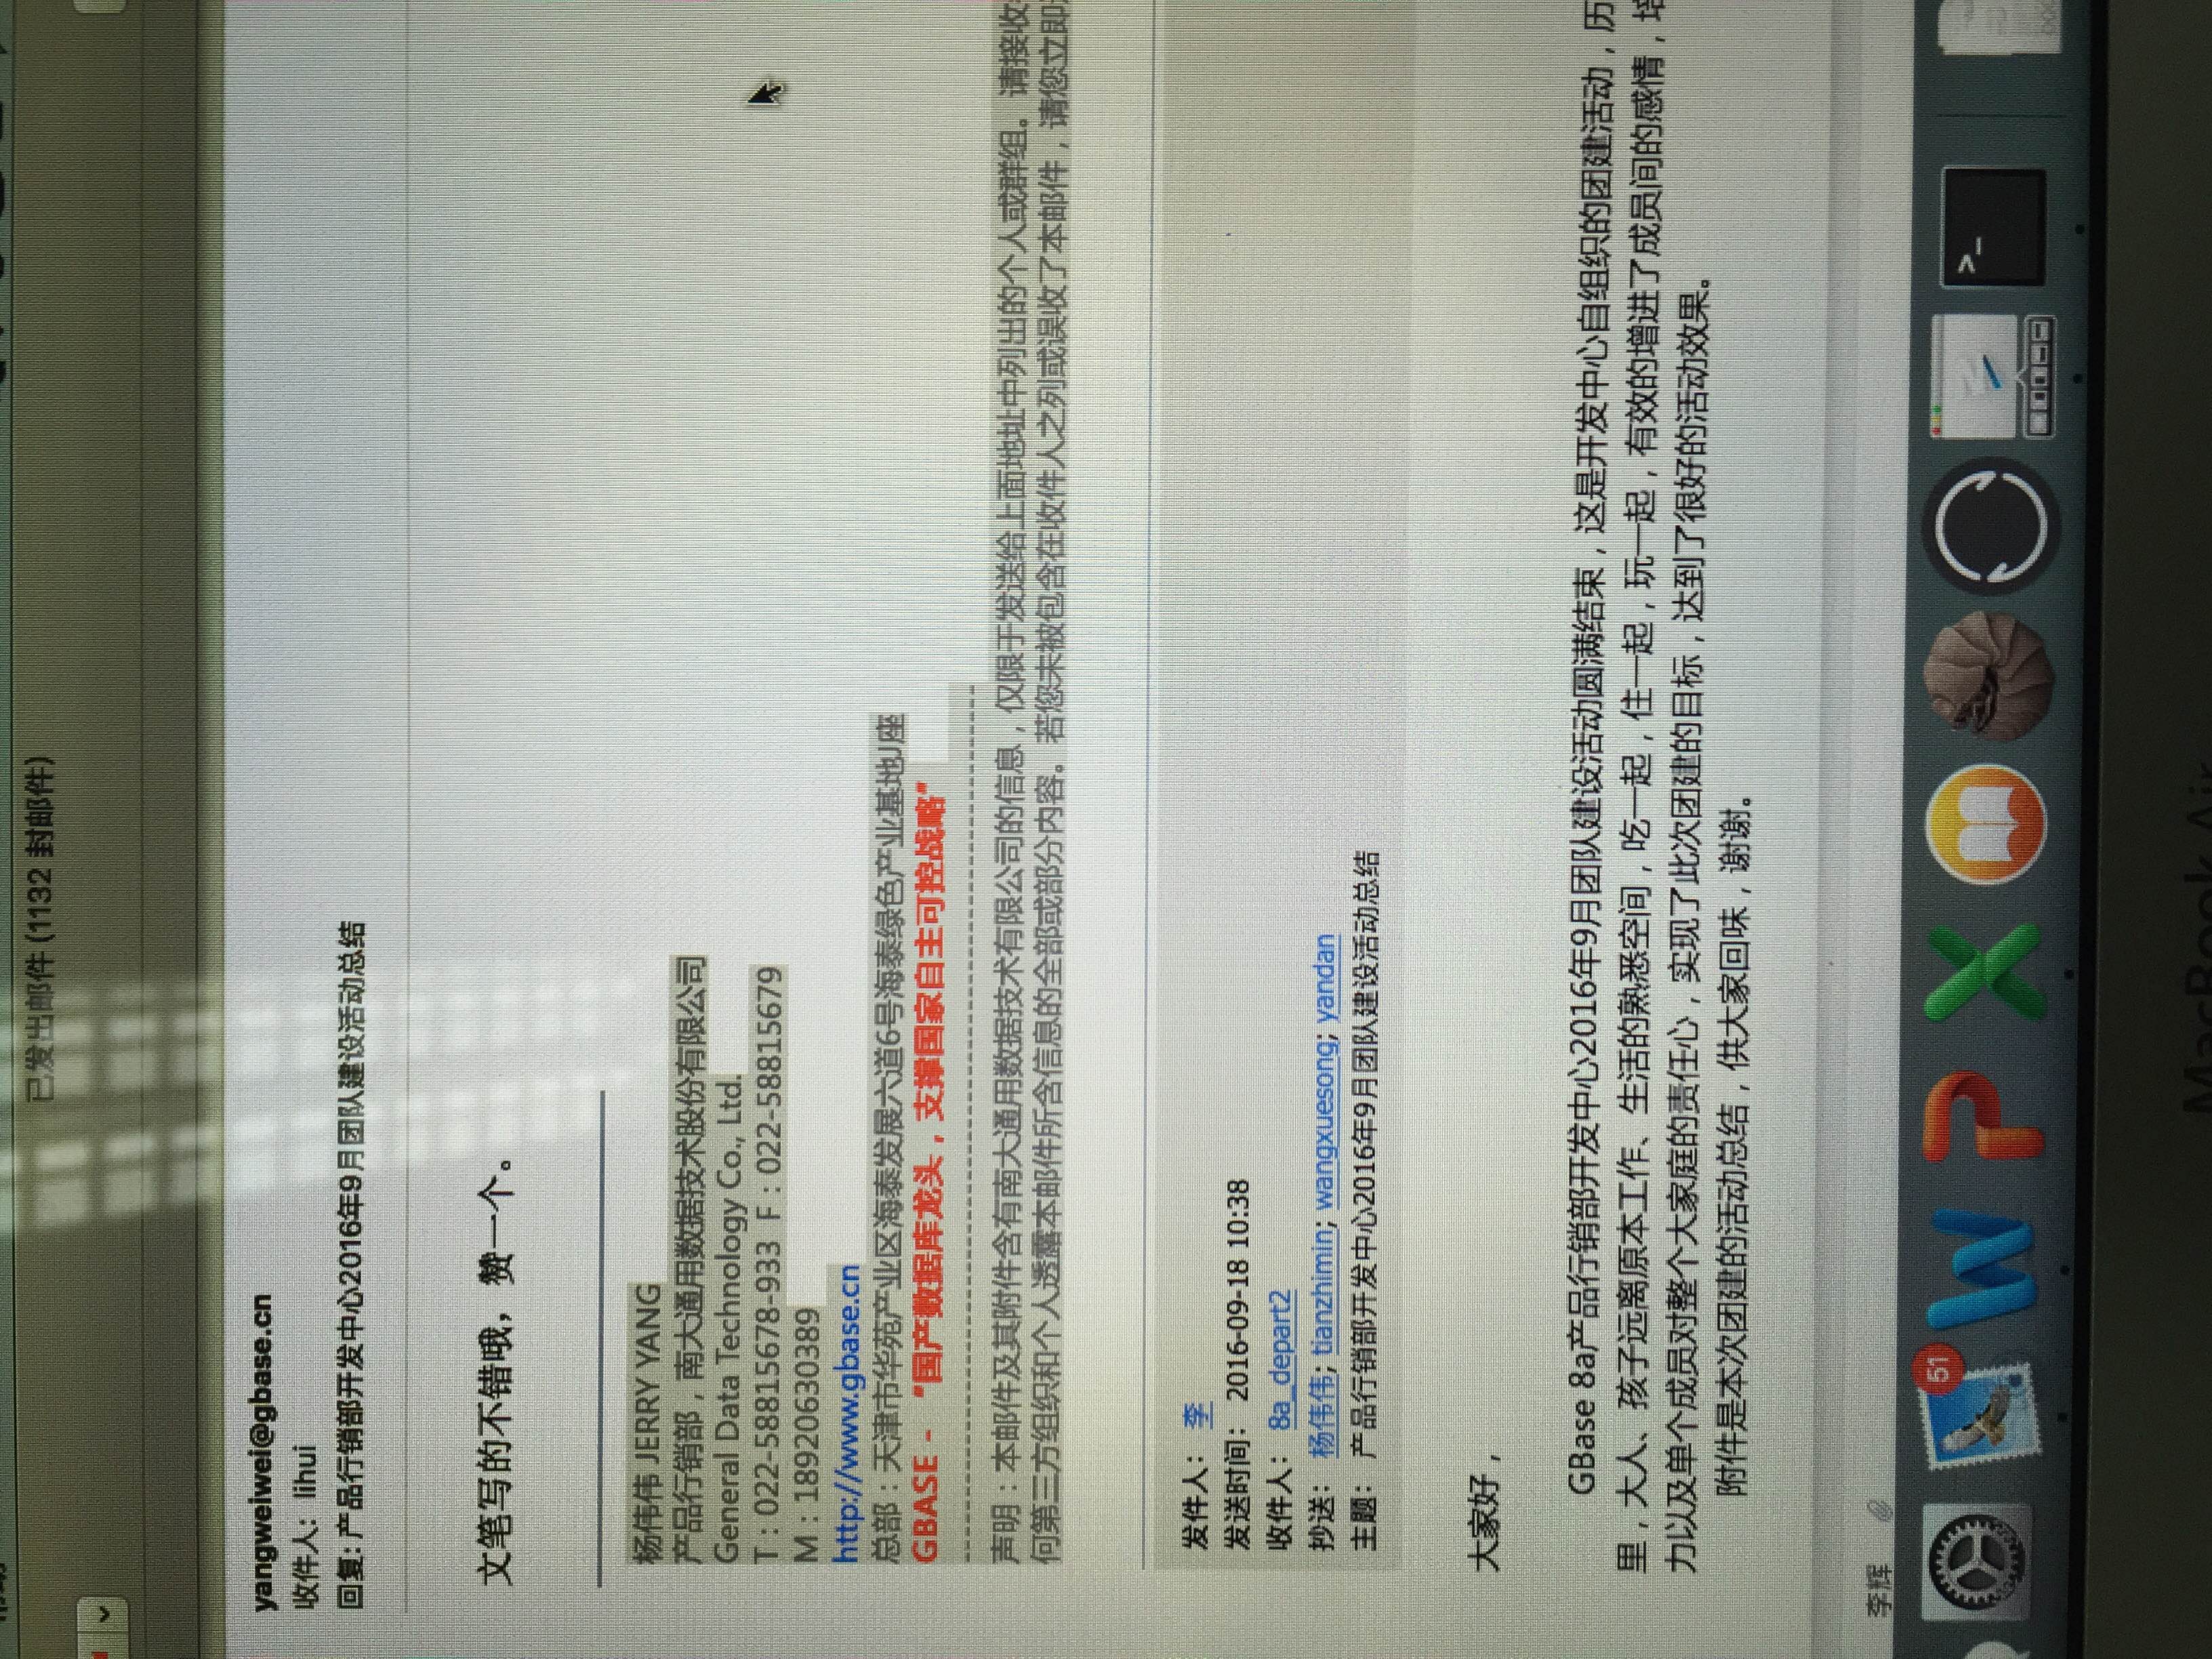 已发出邮件 (1132 封邮件)
yangweiwei@gbase.cn
收件人: lihui
回复: 产品行销部开发中心2016年9月团队建设活动总结
文笔写的不错哦，赞一个。
杨伟伟 JERRY YANG
产品行销部，南大通用数据技术股份有限公司
General Data Technology Co., Ltd.
T：022-58815678-933 F：022-58815679
M：18920630389
http://www.gbase.cn
总部：天津市华苑产业区海泰发展六道6号海泰绿色产业基地J座
GBASE - “国产数据库龙头，支撑国家自主可控战略”
--------------------------------------------------------------------
声明：本邮件及其附件含有南大通用数据技术有限公司的信息，仅限于发送给上面地址中列出的个人或群组。请接收
何第三方组织和个人透露本邮件所含信息的全部或部分内容。若您未被包含在收件人之列或误收了本邮件，请您立即
发件人： 李
发送时间： 2016-09-18 10:38
收件人： 8a_depart2
抄送： 杨伟伟; tianzhimin; wangxuesong; yandan
主题： 产品行销部开发中心2016年9月团队建设活动总结
大家好，
GBase 8a产品行销部开发中心2016年9月团队建设活动圆满结束，这是开发中心自组织的团建活动，历
里，大人、孩子远离原本工作、生活的熟悉空间，吃一起，住一起，玩一起，有效的增进了成员间的感情，培
力以及单个成员对整个大家庭的责任心，实现了此次团建的目标，达到了很好的活动效果。
附件是本次团建的活动总结，供大家回味，谢谢。
李辉
51
>_
MacBook Air